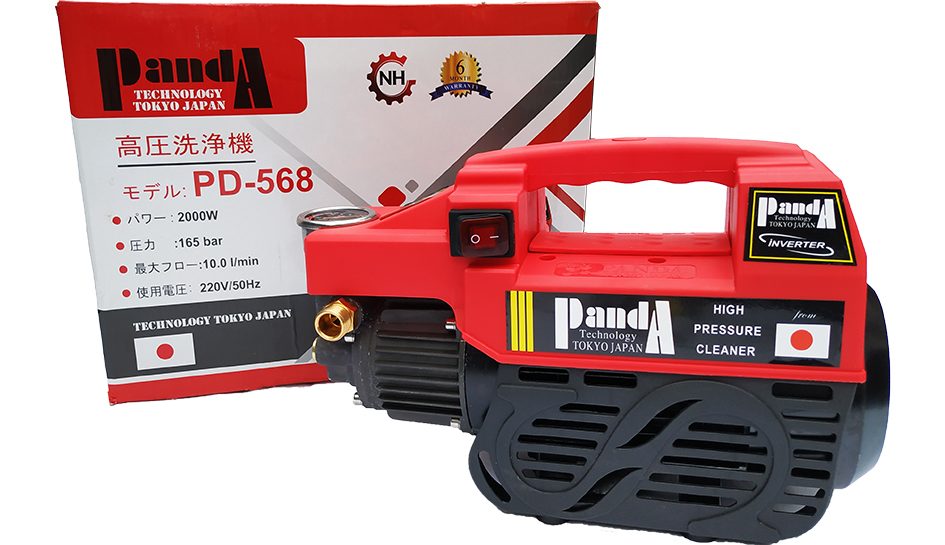 PandA
TECHNOLOGY
TOKYO JAPAN
NH
6
MONTH
WARRANTY
高圧洗浄機
モデル: PD-568
パワー : 2000W
圧力 :165 bar
最大フロー:10.0 l/min
使用電圧: 220V/50Hz
TECHNOLOGY TOKYO JAPAN
PandA
Technology
TOKYO JAPAN
INVERTER
PANDA
PandA
Technology
TOKYO JAPAN
HIGH
PRESSURE
CLEANER
from